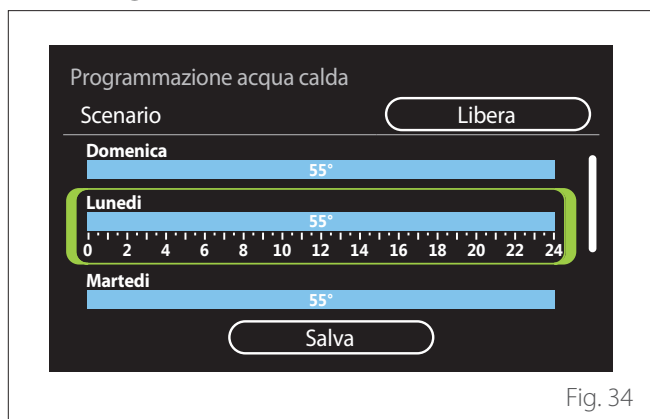 Programmazione acqua calda
Scenario Libera
Domenica
55°
Lunedi
55°
0 2 4 6 8 10 12 14 16 18 20 22 24
Martedi
55°
Salva
Fig. 34